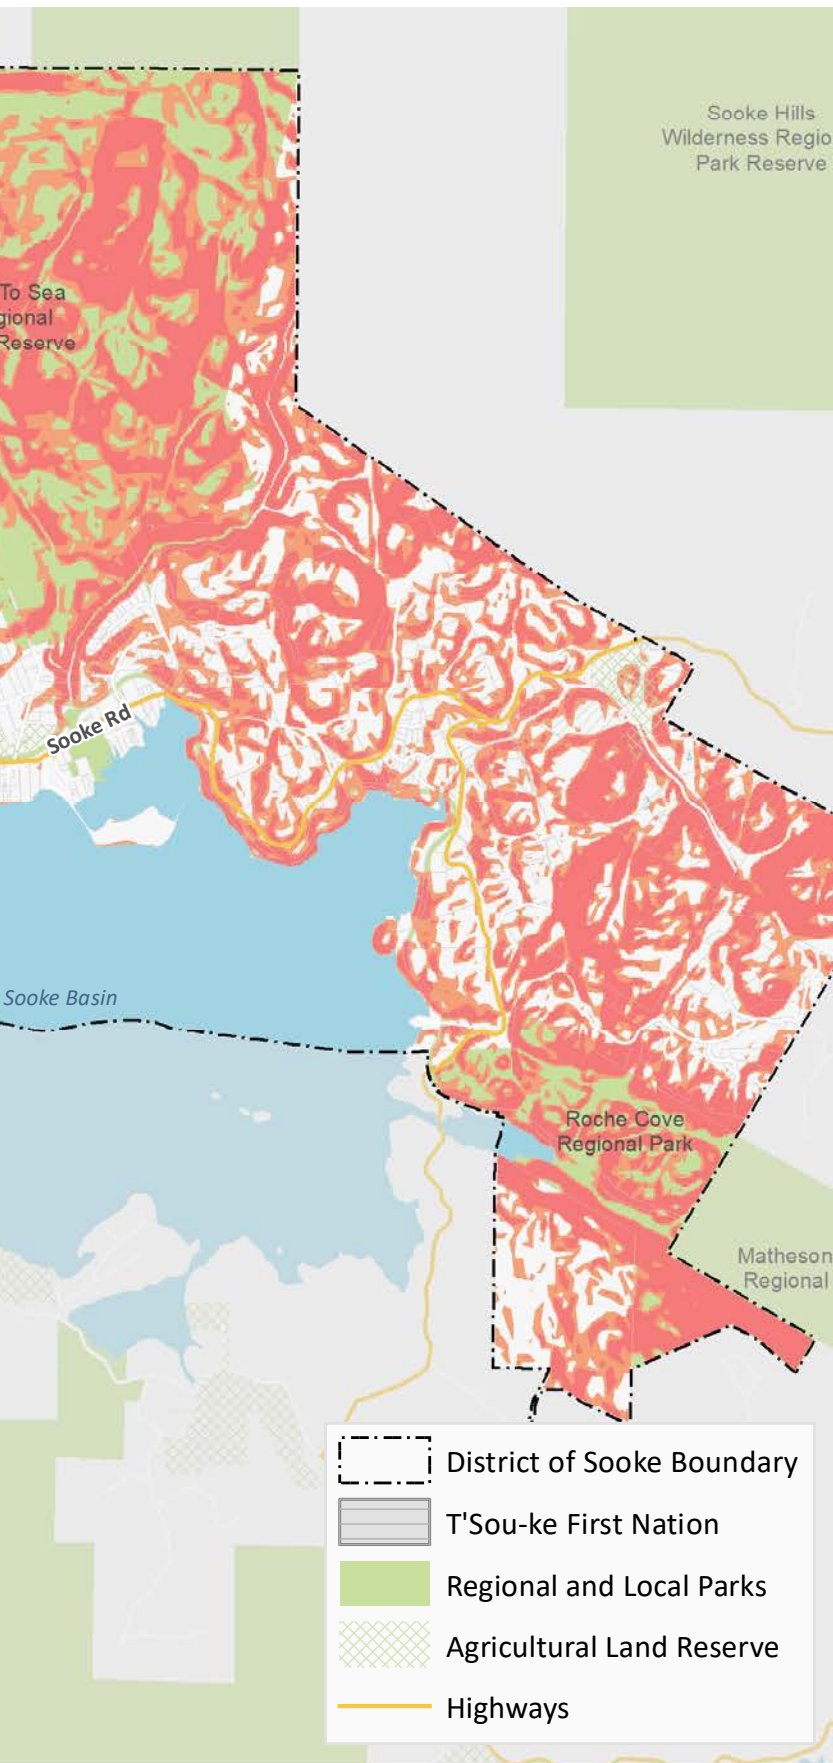 Sooke Hills
Wilderness Regio
Park Reserve
To Sea
gional
Reserve
Sooke Rd
Sooke Basin
Roche Cove
Regional Park
Matheson
Regional
District of Sooke Boundary
T'Sou-ke First Nation
Regional and Local Parks
Agricultural Land Reserve
Highways